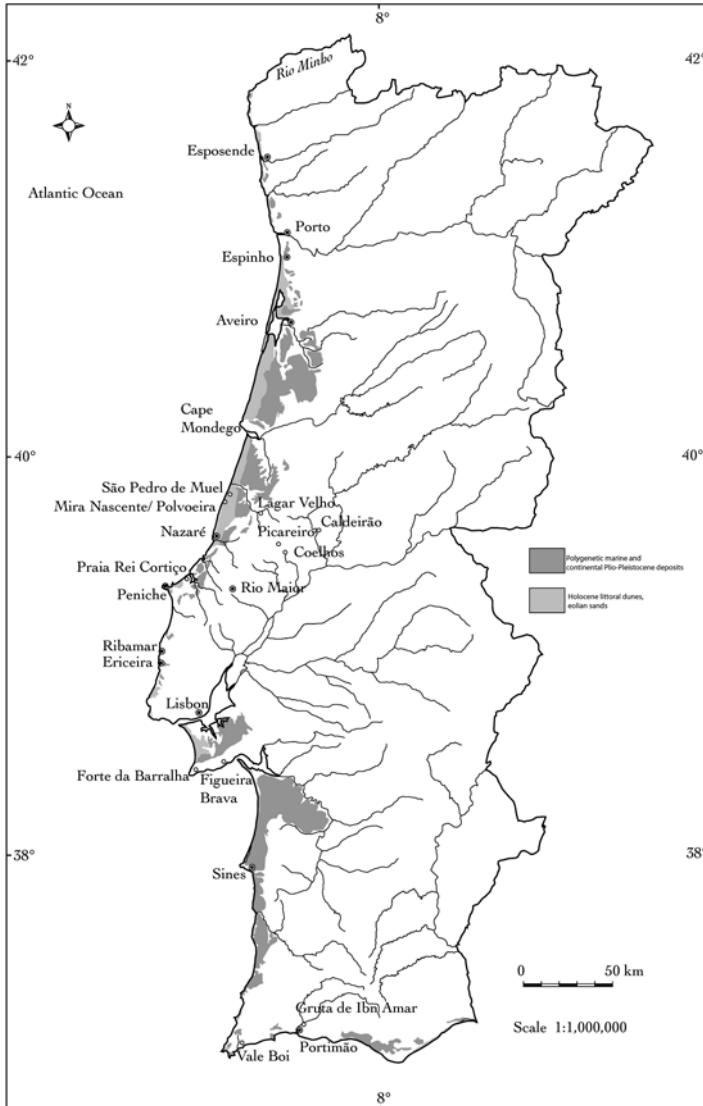 8°
42°
42°
Rio Minho
N
Esposende
Atlantic Ocean
Porto
Espinho
Aveiro
Cape
Mondego
40°
40°
São Pedro de Muel
Mira Nascente/ Polvoeira
Lagar Velho
Caldeirão
Nazaré
Picareiro
Coelhos
Praia Rei Cortiço
Peniche
Rio Maior
Polygenetic marine and
continental Plio-Pleistocene deposits
Holocene littoral dunes,
eolian sands
Ribamar
Ericeira
Lisbon
Forte da Barralha
Figueira
Brava
38°
38°
Sines
0 50 km
Gruta de Ibn Amar
Scale 1:1,000,000
Vale Boi
Portimão
8°